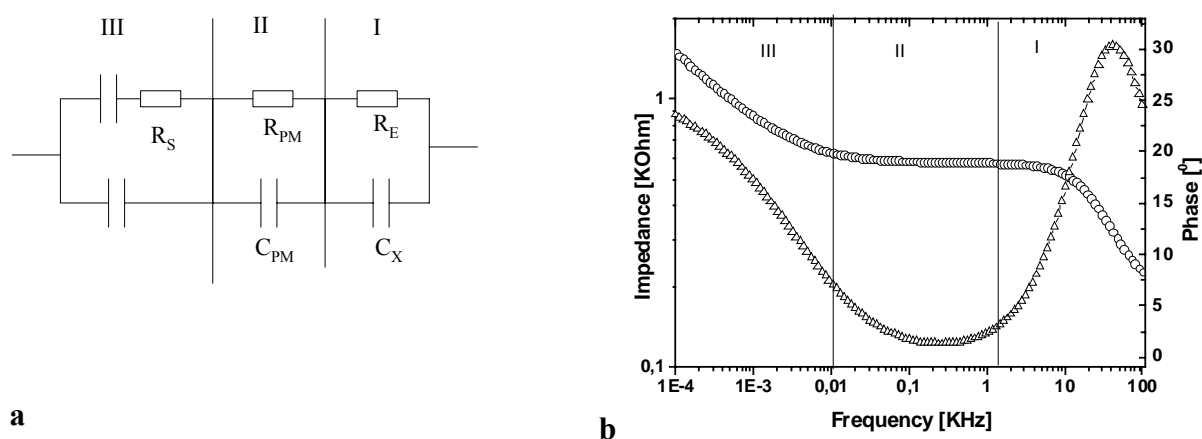 III
II
I
R_S
R_PM
R_E
C_PM
C_X
a
III
II
I
1
0,1
Impedance [KOhm]
30
25
20
15
10
5
0
Phase [⁰]
1E-4 1E-3 0,01 0,1 1 10 100
Frequency [KHz]
b